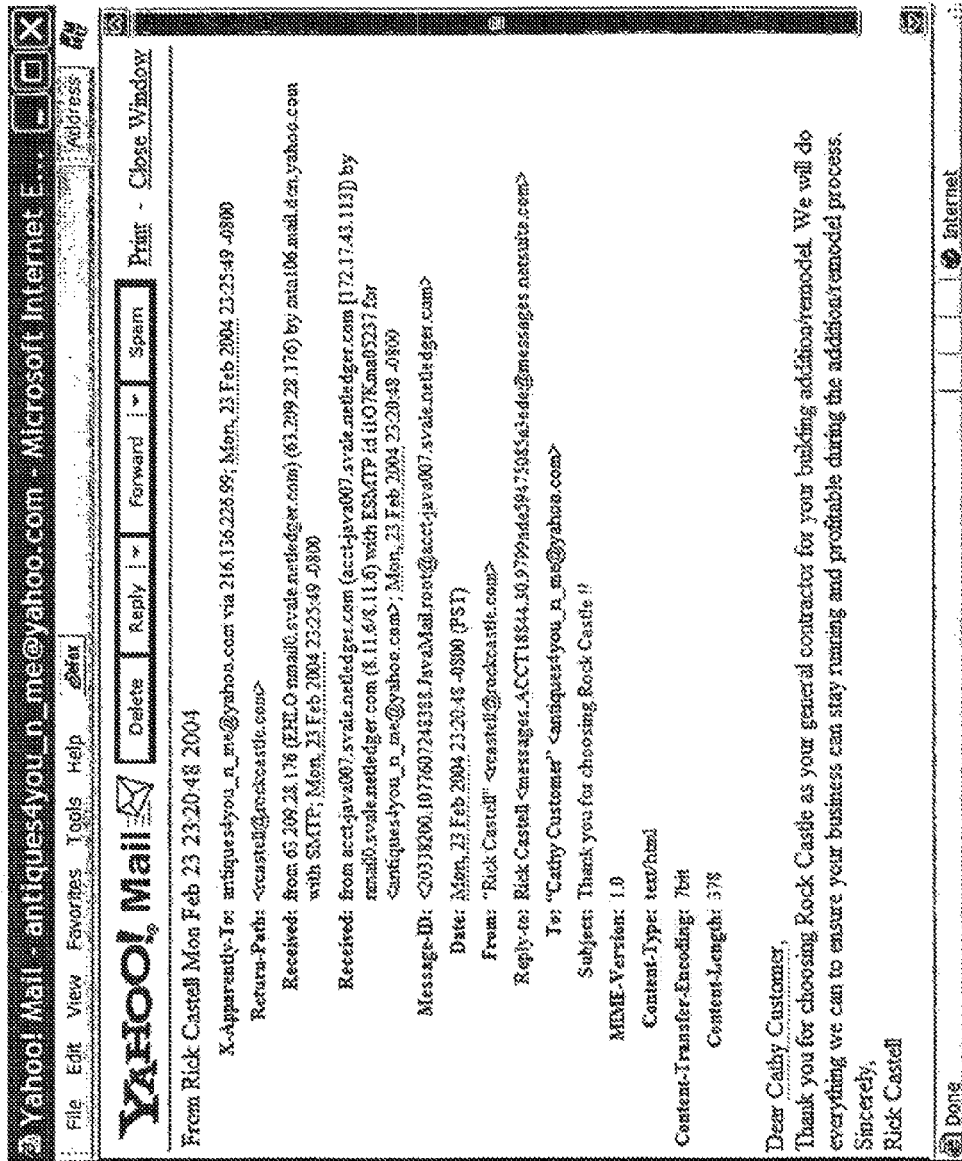 Yahoo! Mail - antiques4you_n_me@yahoo.com - Microsoft Internet E...
File Edit View Favorites Tools Help Address
YAHOO! Mail Delete Reply Forward Spam Print - Close Window
From Rick Castell Mon Feb 23 23:20:48 2004
X-Apparently-To: antiques4you_n_me@yahoo.com via 216.136.226.99; Mon, 23 Feb 2004 23:25:49 -0800
Return-Path: <rcastell@rockcastle.com>
Received: from 63.209.28.176 (EHLO nmail0.svale.netledger.com) (63.209.28.176) by mta106.mail.dcn.yahoo.com
with SMTP; Mon, 23 Feb 2004 23:25:49 -0800
Received: from acct-java007.svale.netledger.com (acct-java007.svale.netledger.com [172.17.43.113]) by
nmail0.svale.netledger.com (8.11.6/8.11.6) with ESMTP id for
<antiques4you_n_me@yahoo.com>; Mon, 23 Feb 2004 23:20:48 -0800
Message-ID: <20338200.1077607248388.JavaMail.root@acct-java007.svale.netledger.com>
Date: Mon, 23 Feb 2004 23:20:48 -0800 (PST)
From: "Rick Castell" <rcastell@rockcastle.com>
Reply-to: Rick Castell
To: "Cathy Customer" <antiques4you_n_me@yahoo.com>
Subject: Thank you for choosing Rock Castle !!
MIME-Version: 1.0
Content-Type: text/html
Content-Transfer-Encoding: 7bit
Content-Length: 378
Dear Cathy Customer,
Thank you for choosing Rock Castle as your general contractor for your building addition/remodel. We will do
everything we can to ensure your business can stay running and profitable during the addition/remodel process.
Sincerely,
Rick Castell
Done Internet